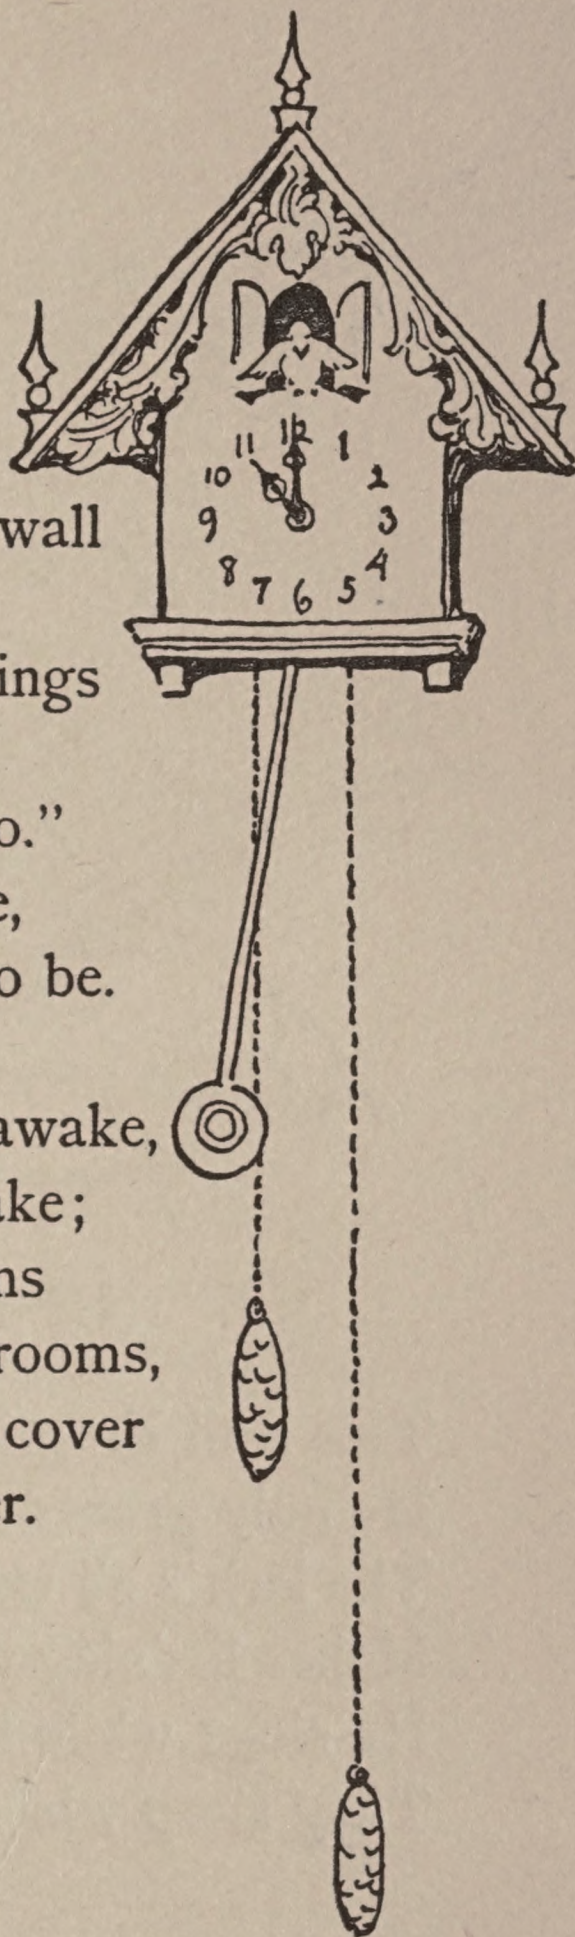 11 12 1
10 2
9 3
8 4
7 6 5
wall
ings
o.”
e,
o be.
awake,
ake;
ns
rooms,
cover
r.